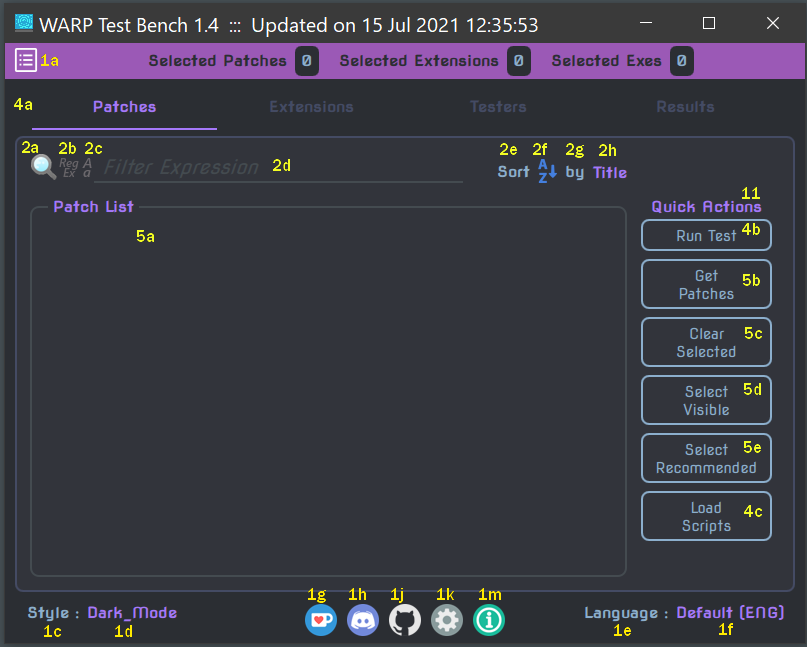 WARP Test Bench 1.4 ::: Updated on 15 Jul 2021 12:35:53
1a Selected Patches 0 Selected Extensions 0 Selected Exes 0
4a Patches Extensions Testers Results
2a 2b 2c 2e 2f 2g 2h
Reg Ex A a Filter Expression 2d Sort A Z by Title
11
Patch List Quick Actions
5a
Run Test 4b
Get
Patches 5b
Clear
Selected 5c
Select
Visible 5d
Select
Recommended 5e
Load
Scripts 4c
1g 1h 1j 1k 1m
Style : Dark_Mode Language : Default (ENG)
1c 1d 1e 1f